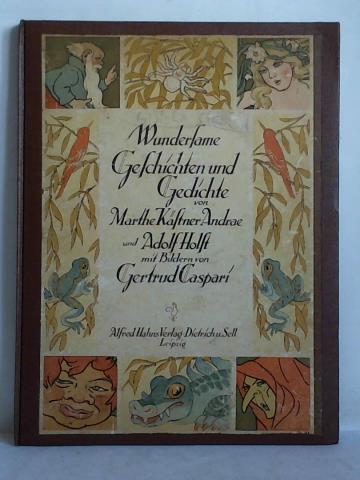 Wundersame
Geschichten und
Gedichte
von
Marthe Kästner-Andrae
und Adolf Holst
mit Bildern von
Gertrud Caspari
Alfred Hahns Verlag Dietrich u. Sell
Leipzig